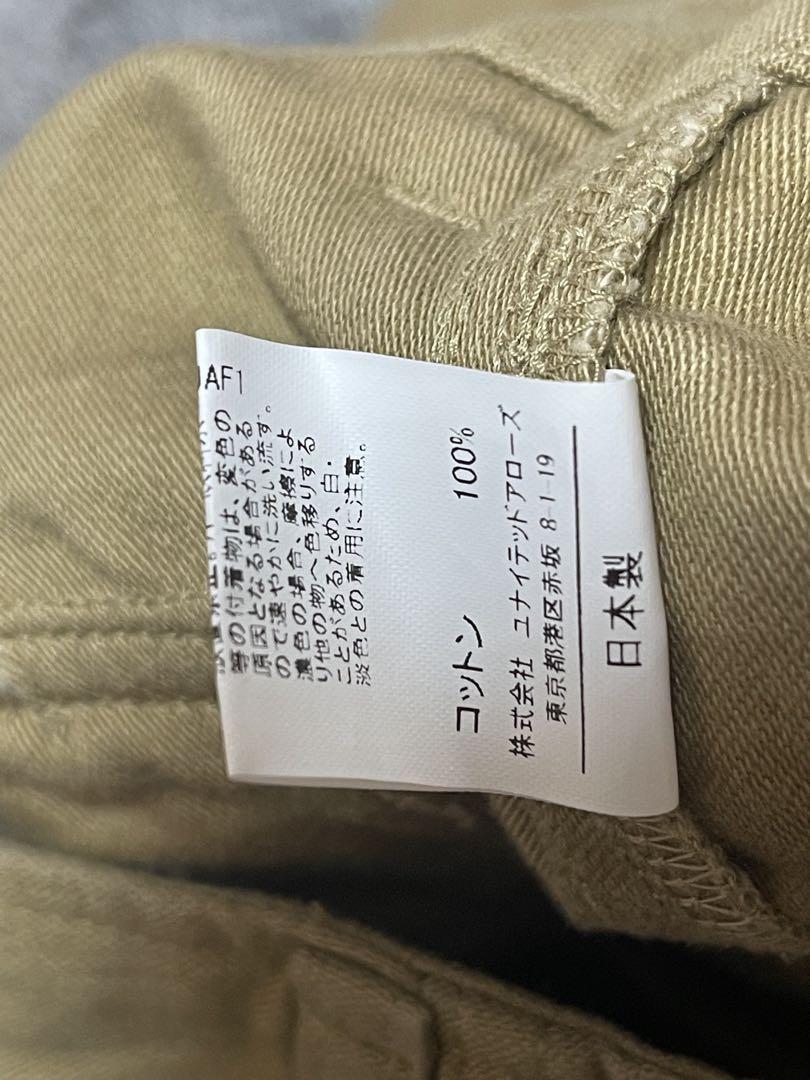 AF1
等の付着物は、変色の
原因となる場合がある
ので速やかに洗い流す。
濃色の場合、摩擦によ
り他の物へ色移りする
ことがあるため、白・
淡色との着用に注意。
コットン 100%
株式会社 ユナイテッドアローズ
東京都港区赤坂 8-1-19
日本製